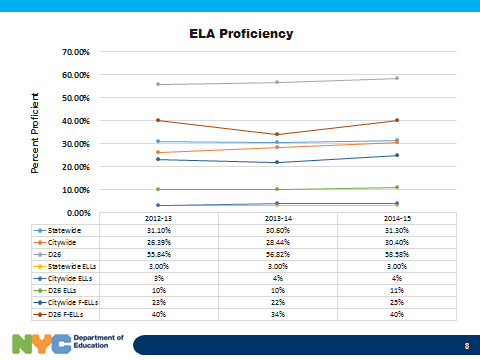 ELA Proficiency
Percent Proficient
70.00%
60.00%
50.00%
40.00%
30.00%
20.00%
10.00%
0.00%
2012-13 2013-14 2014-15
Statewide 31.10% 30.60% 31.30%
Citywide 26.39% 28.44% 30.40%
D26 55.84% 56.82% 58.58%
Statewide ELLs 3.00% 3.00% 3.00%
Citywide ELLs 3% 4% 4%
D26 ELLs 10% 10% 11%
Citywide F-ELLs 23% 22% 25%
D26 F-ELLs 40% 34% 40%
NYC Department of
Education
8